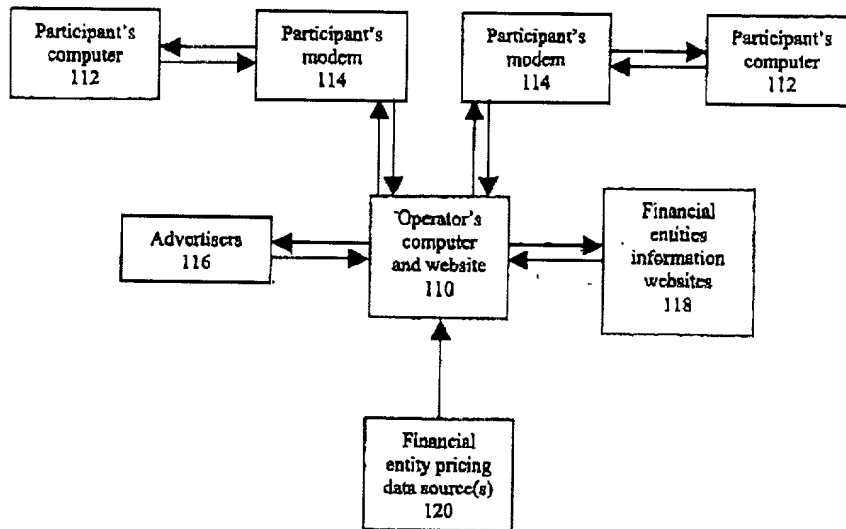 Participant's
computer
112
Participant's
modem
114
Participant's
modem
114
Participant's
computer
112
Advertisers
116
Operator's
computer
and website
110
Financial
entities
information
websites
118
Financial
entity pricing
data source(s)
120